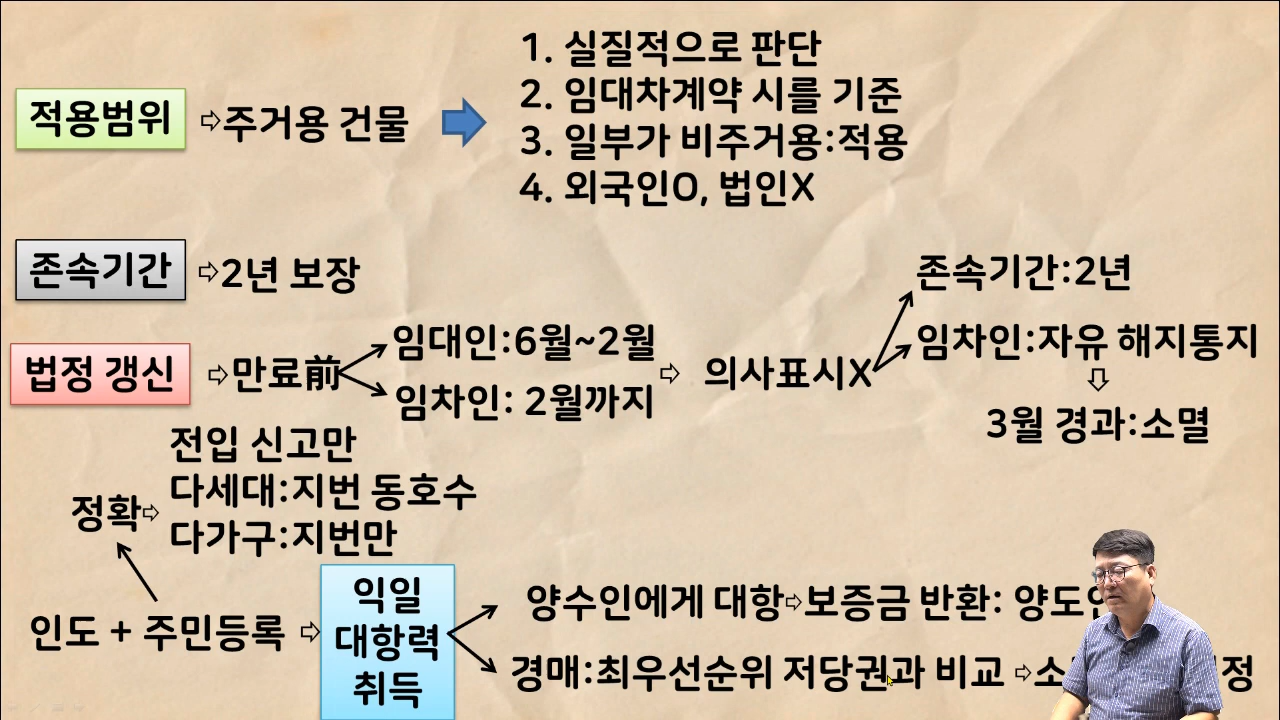 적용범위 ⇨주거용 건물
1. 실질적으로 판단
2. 임대차계약 시를 기준
3. 일부가 비주거용:적용
4. 외국인O, 법인X
존속기간 ⇨2년 보장
법정 갱신 ⇨만료前
임대인:6월~2월
임차인: 2월까지
⇨ 의사표시X
존속기간:2년
임차인:자유 해지통지
⇩
3월 경과:소멸
정확⇨
전입 신고만
다세대:지번 동호수
다가구:지번만
인도 + 주민등록 ⇨
익일
대항력
취득
양수인에게 대항⇨보증금 반환:
경매:최우선순위 저당권과 비교 ⇨